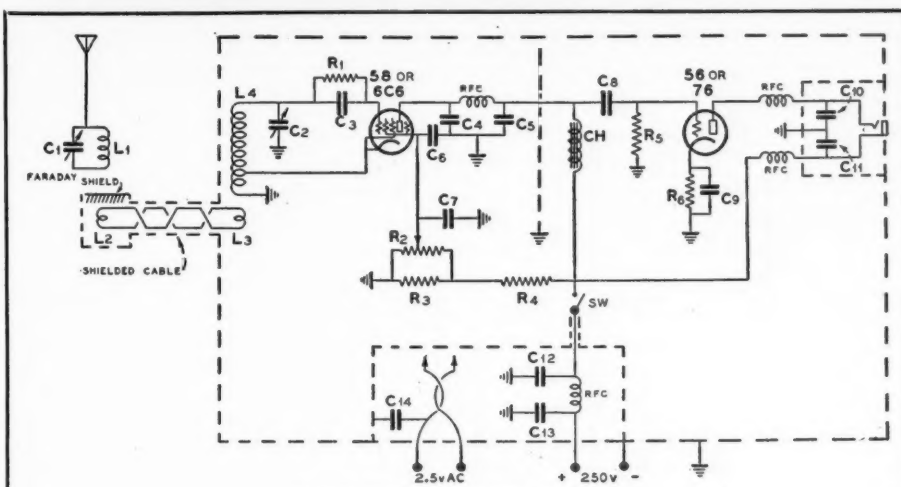 C1
L1
FARADAY
SHIELD
L2
L3
SHIELDED CABLE
L4
C2
R1
C3
58 OR
6C6
RFC
C4
C5
C6
C7
R2
R3
R4
CH
C8
R5
56 OR
76
R6
C9
RFC
RFC
C10
C11
SW
C12
RFC
C13
C14
2.5V AC
+ 250V -